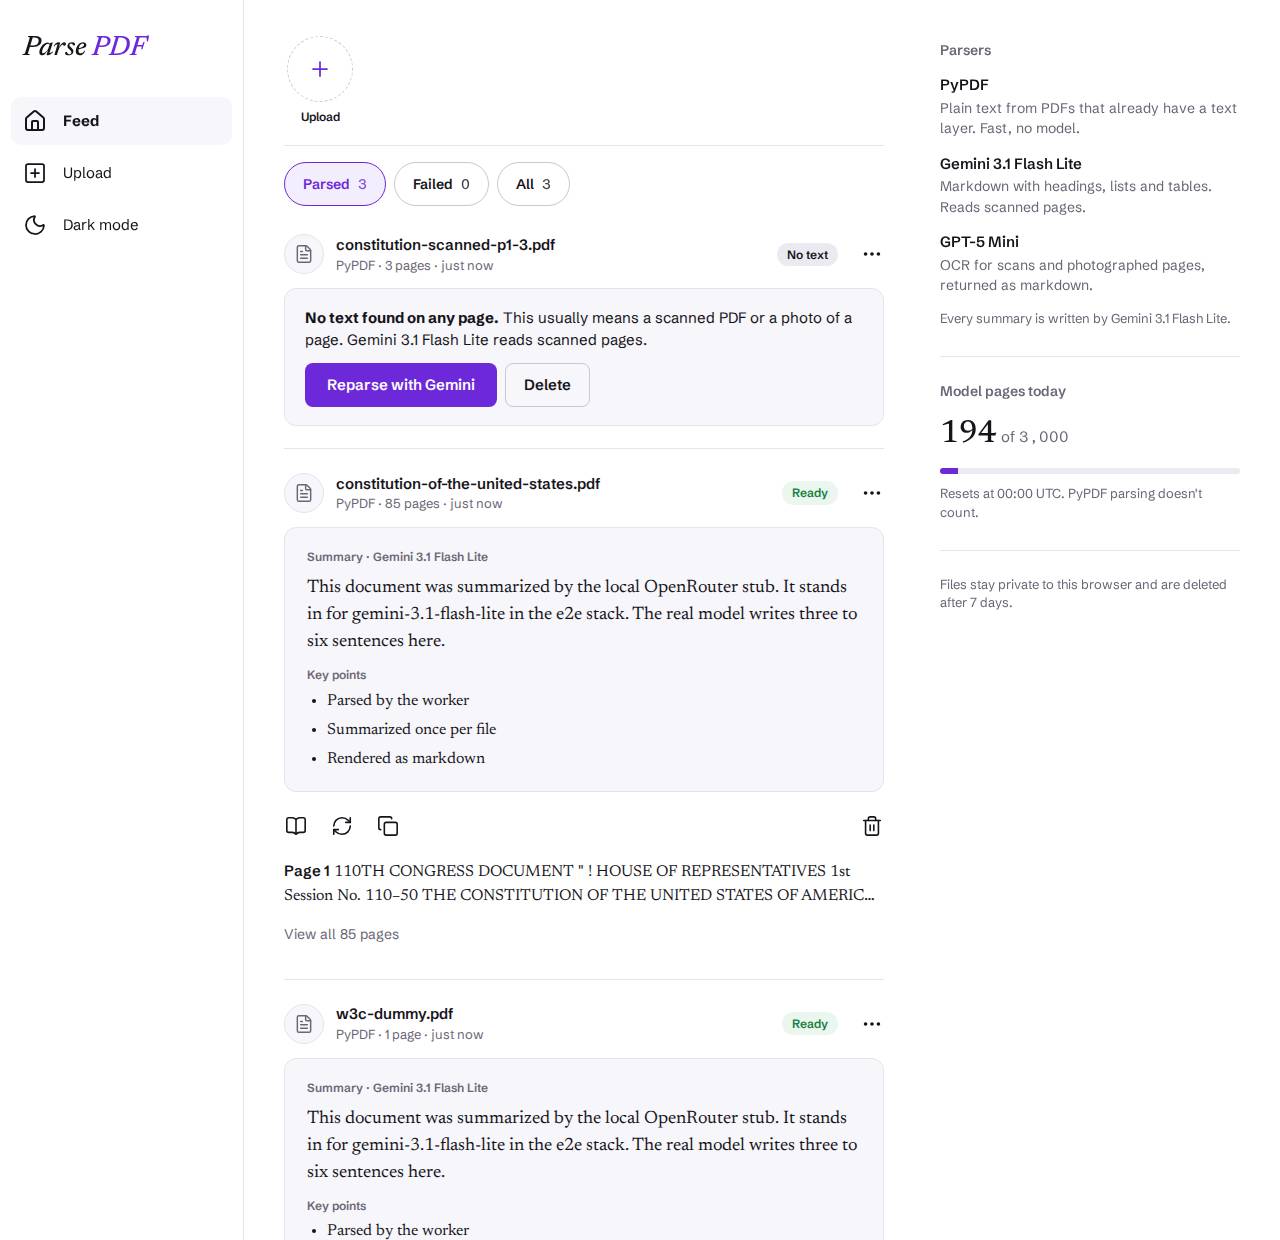 Parse PDF
Feed
Upload
Dark mode
Upload
Parsed 3
Failed 0
All 3
constitution-scanned-p1-3.pdf
PyPDF · 3 pages · just now
No text
No text found on any page. This usually means a scanned PDF or a photo of a
page. Gemini 3.1 Flash Lite reads scanned pages.
Reparse with Gemini
Delete
constitution-of-the-united-states.pdf
PyPDF · 85 pages · just now
Ready
Summary · Gemini 3.1 Flash Lite
This document was summarized by the local OpenRouter stub. It stands
in for gemini-3.1-flash-lite in the e2e stack. The real model writes three to
six sentences here.
Key points
• Parsed by the worker
• Summarized once per file
• Rendered as markdown
Page 1 110TH CONGRESS DOCUMENT " ! HOUSE OF REPRESENTATIVES 1st
Session No. 110–50 THE CONSTITUTION OF THE UNITED STATES OF AMERIC...
View all 85 pages
w3c-dummy.pdf
PyPDF · 1 page · just now
Ready
Summary · Gemini 3.1 Flash Lite
This document was summarized by the local OpenRouter stub. It stands
in for gemini-3.1-flash-lite in the e2e stack. The real model writes three to
six sentences here.
Key points
• Parsed by the worker
Parsers
PyPDF
Plain text from PDFs that already have a text
layer. Fast, no model.
Gemini 3.1 Flash Lite
Markdown with headings, lists and tables.
Reads scanned pages.
GPT-5 Mini
OCR for scans and photographed pages,
returned as markdown.
Every summary is written by Gemini 3.1 Flash Lite.
Model pages today
194 of 3,000
Resets at 00:00 UTC. PyPDF parsing doesn't
count.
Files stay private to this browser and are deleted
after 7 days.